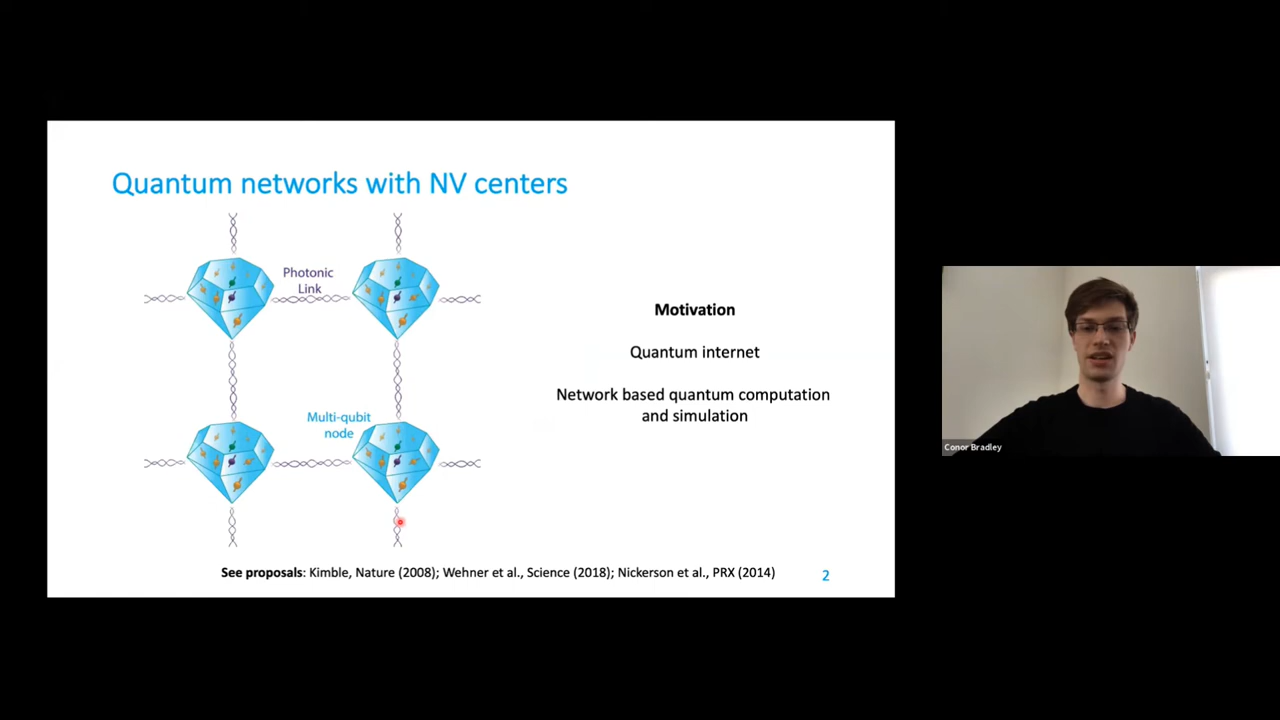 Quantum networks with NV centers
Photonic
Link
Multi-qubit
node
Motivation
Quantum internet
Network based quantum computation
and simulation
See proposals: Kimble, Nature (2008); Wehner et al., Science (2018); Nickerson et al., PRX (2014)
2
Conor Bradley